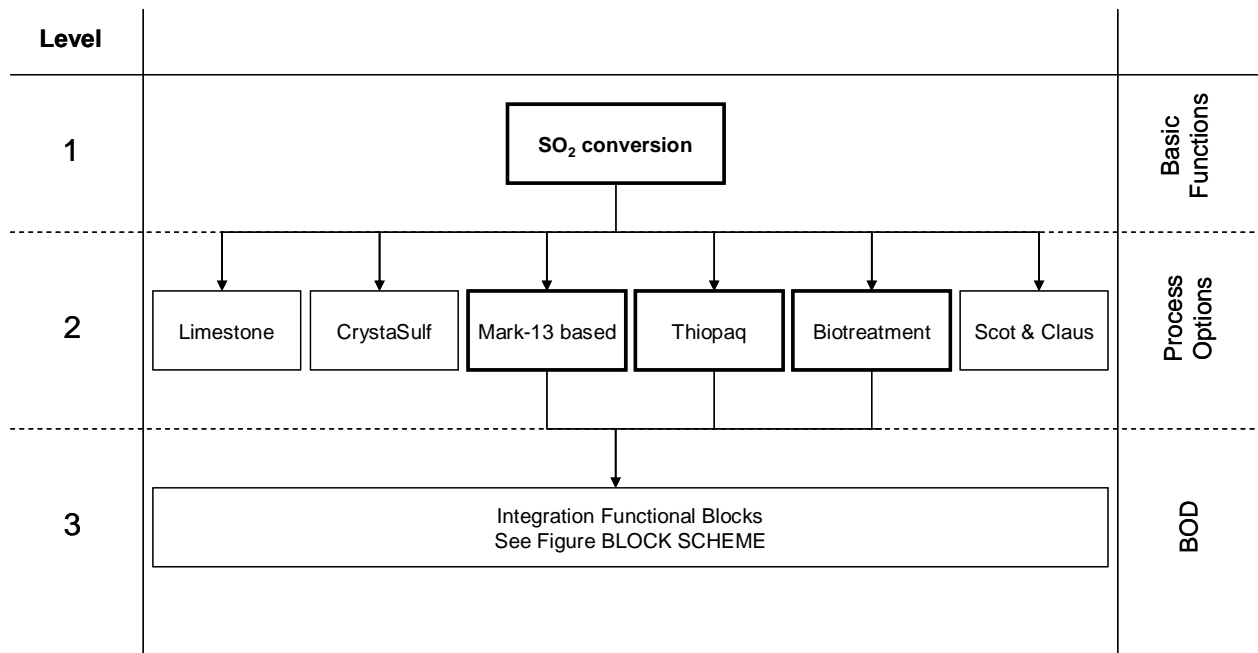 Level
1
SO₂ conversion
Basic
Functions
2
Limestone
CrystaSulf
Mark-13 based
Thiopaq
Biotreatment
Scot & Claus
Process
Options
3
Integration Functional Blocks
See Figure BLOCK SCHEME
BOD